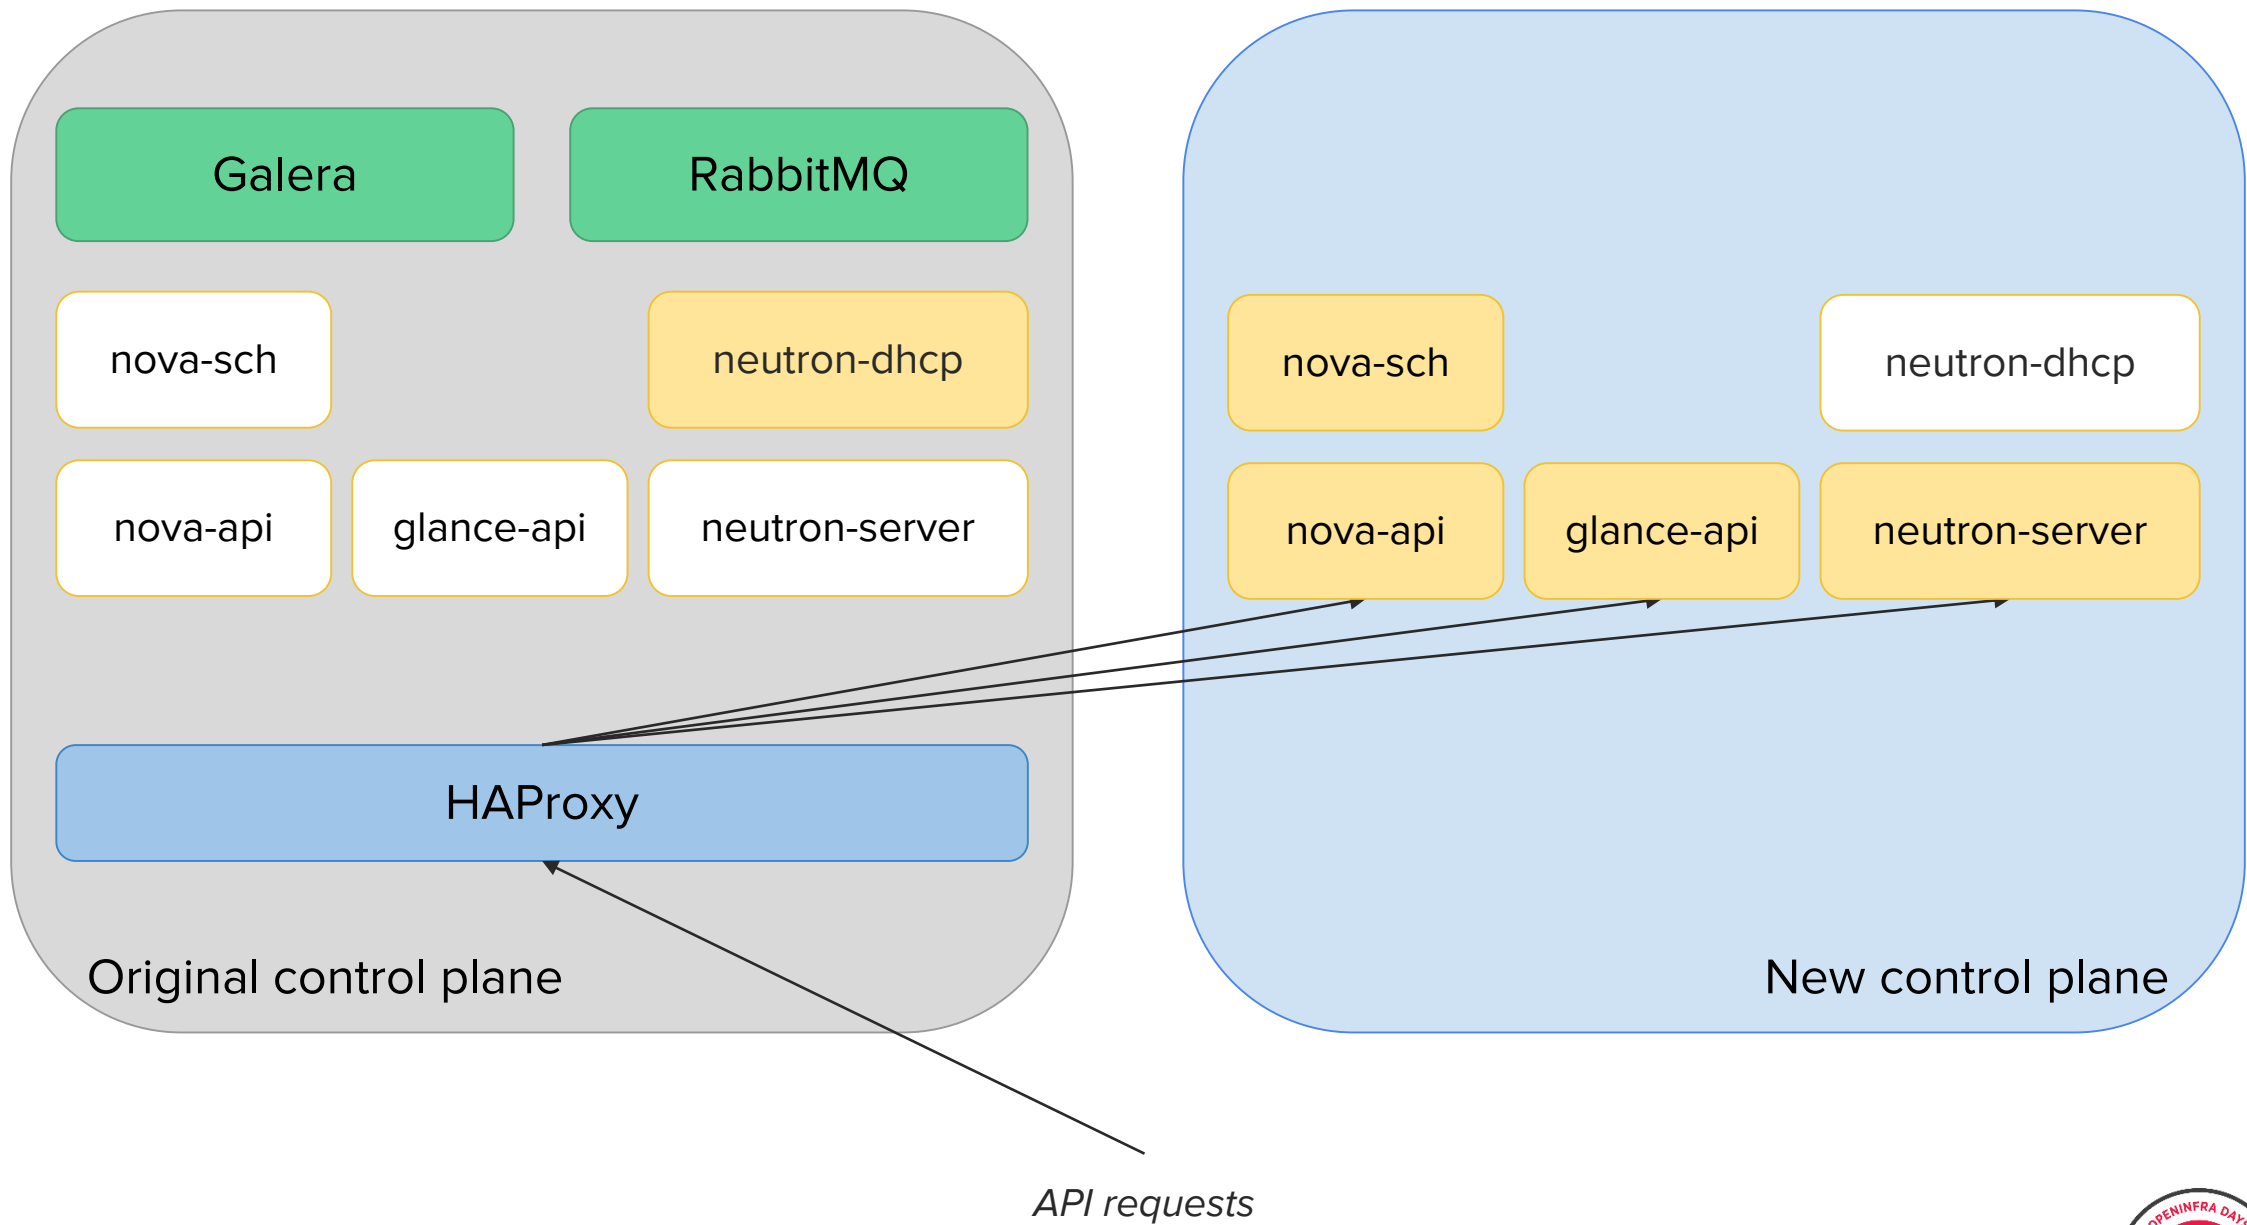 Galera
RabbitMQ
nova-sch
neutron-dhcp
nova-api
glance-api
neutron-server
HAProxy
Original control plane
nova-sch
neutron-dhcp
nova-api
glance-api
neutron-server
New control plane
API requests